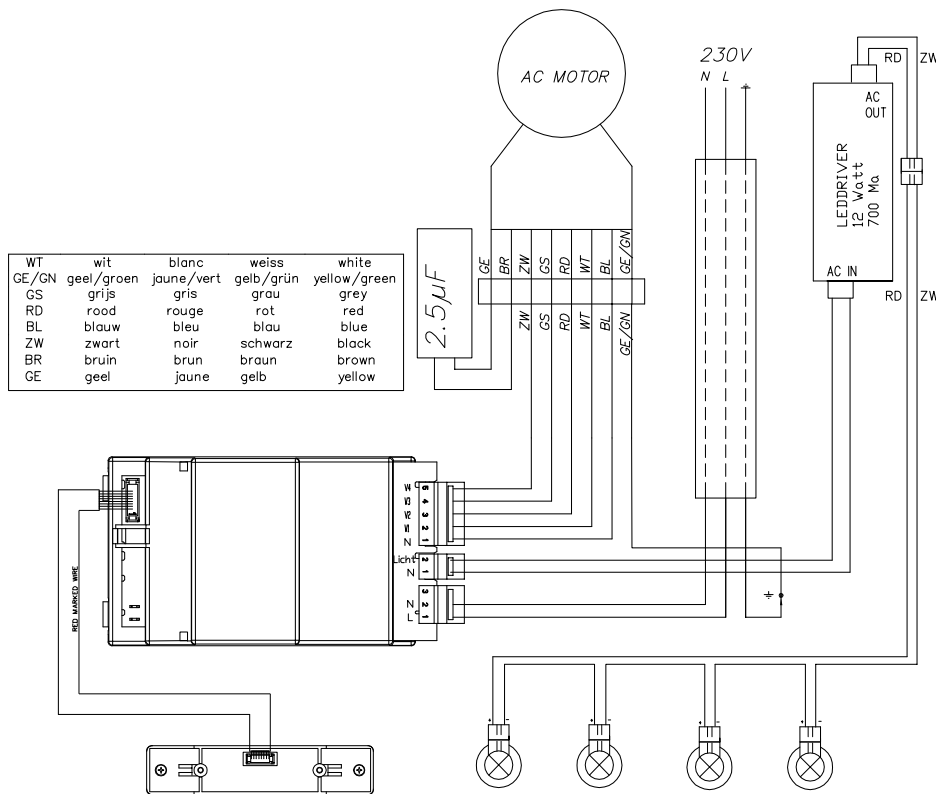 AC MOTOR
230V
N L
RD ZW
AC
OUT
LEDDRIVER
12 Watt
700 Ma
AC IN
RD ZW
2.5µF
GE BR ZW GS RD WT BL GE/GN
ZW GS RD WT BL GE/GN
WT wit blanc weiss white
GE/GN geel/groen jaune/vert gelb/grün yellow/green
GS grijs gris grau grey
RD rood rouge rot red
BL blauw bleu blau blue
ZW zwart noir schwarz black
BR bruin brun braun brown
GE geel jaune gelb yellow
V4 5
V3 4
V2 3
V1 2
N 1
Licht 2
N 1
3
N 2
L 1
RED MARKED WIRE
+ - + - + - + -